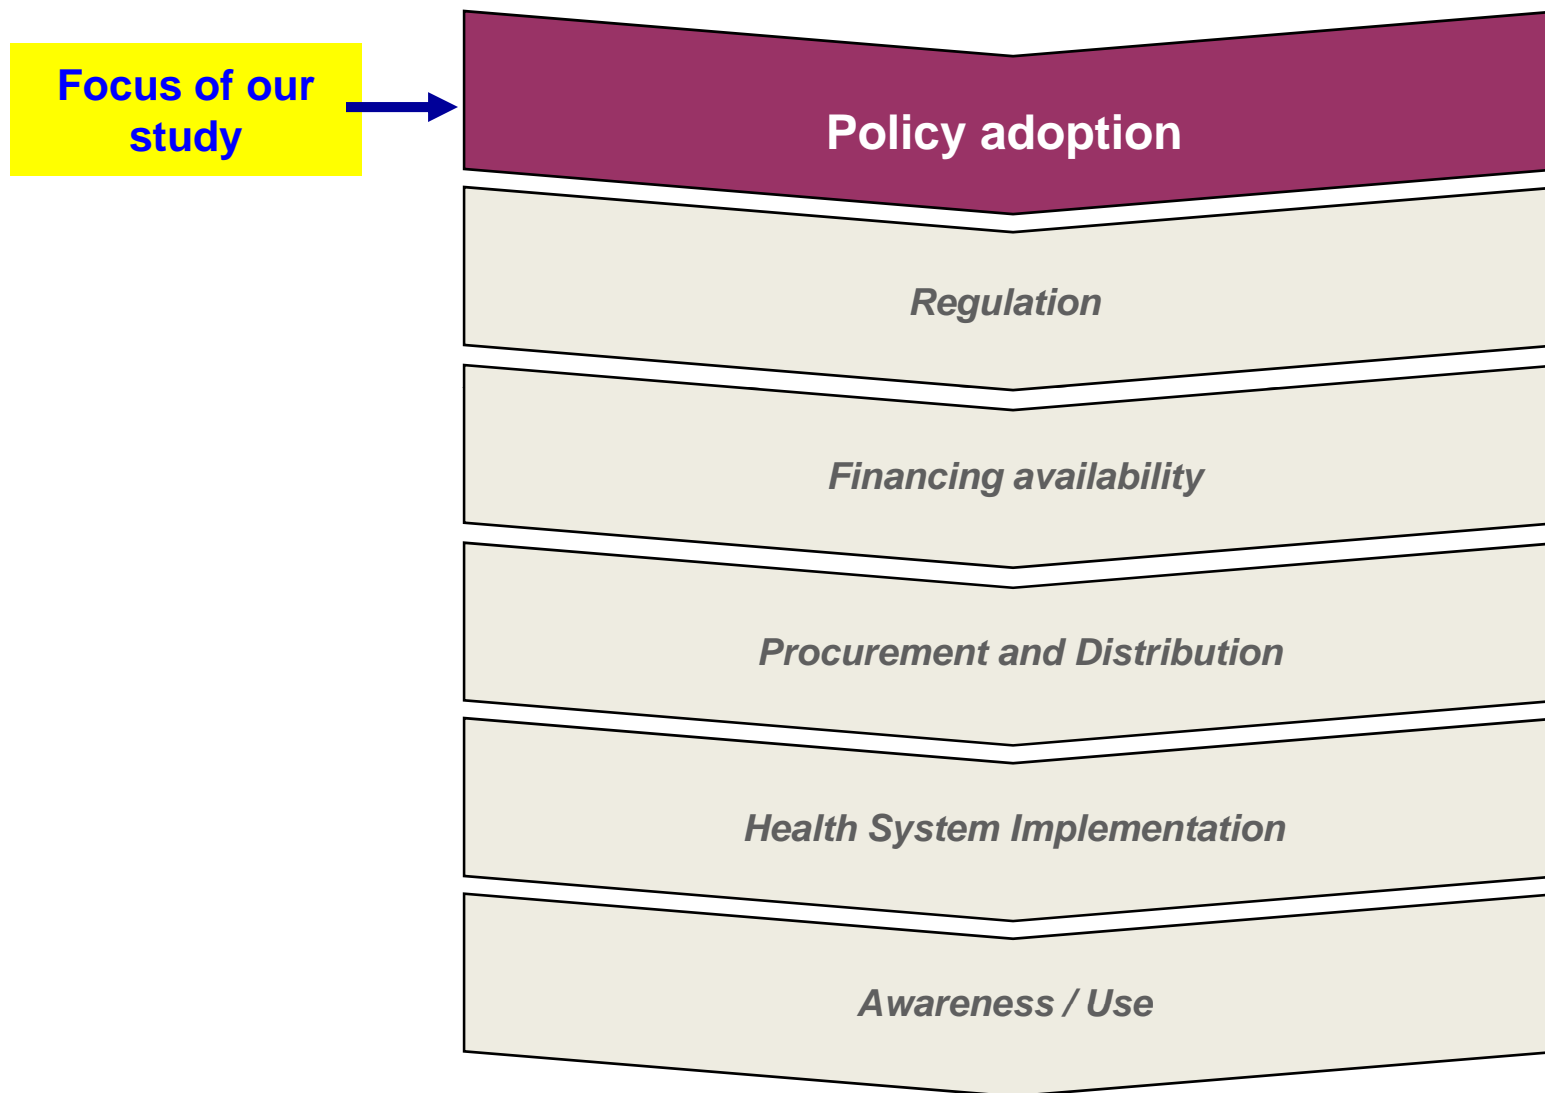 Focus of our
study
Policy adoption
Regulation
Financing availability
Procurement and Distribution
Health System Implementation
Awareness / Use